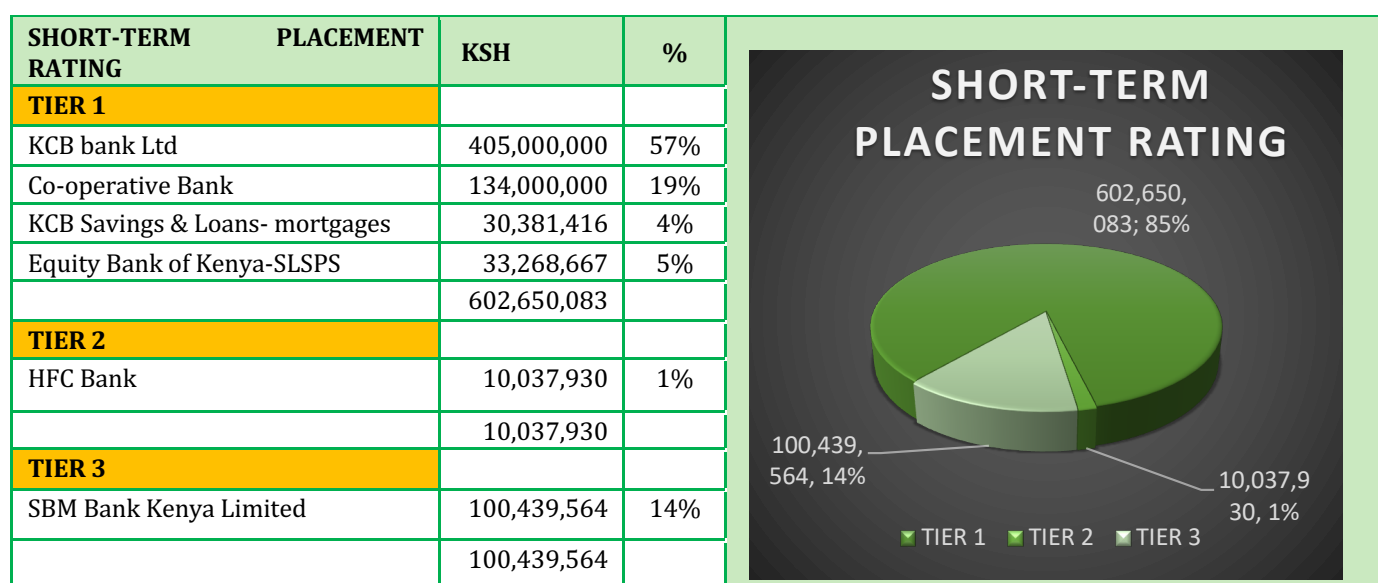 SHORT-TERM PLACEMENT
RATING
KSH
%
TIER 1
KCB bank Ltd 405,000,000 57%
Co-operative Bank 134,000,000 19%
KCB Savings & Loans- mortgages 30,381,416 4%
Equity Bank of Kenya-SLSPS 33,268,667 5%
602,650,083
TIER 2
HFC Bank 10,037,930 1%
10,037,930
TIER 3
SBM Bank Kenya Limited 100,439,564 14%
100,439,564
SHORT-TERM
PLACEMENT RATING
602,650,
083; 85%
100,439,
564, 14%
10,037,9
30, 1%
TIER 1 TIER 2 TIER 3